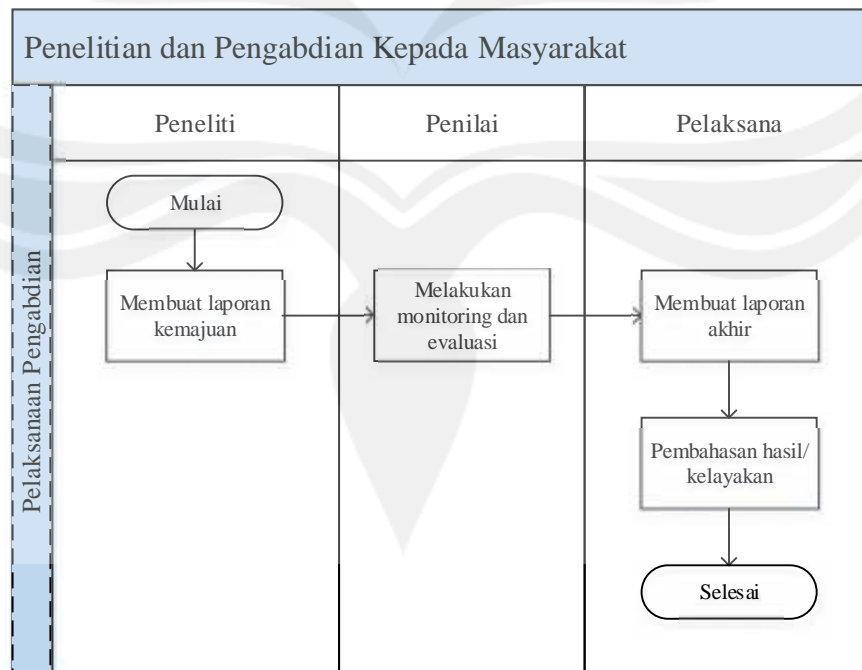 Penelitian dan Pengabdian Kepada Masyarakat
Pelaksanaan Pengabdian
Peneliti
Penilai
Pelaksana
Mulai
Membuat laporan
kemajuan
Melakukan
monitoring dan
evaluasi
Membuat laporan
akhir
Pembahasan hasil/
kelayakan
Selesai